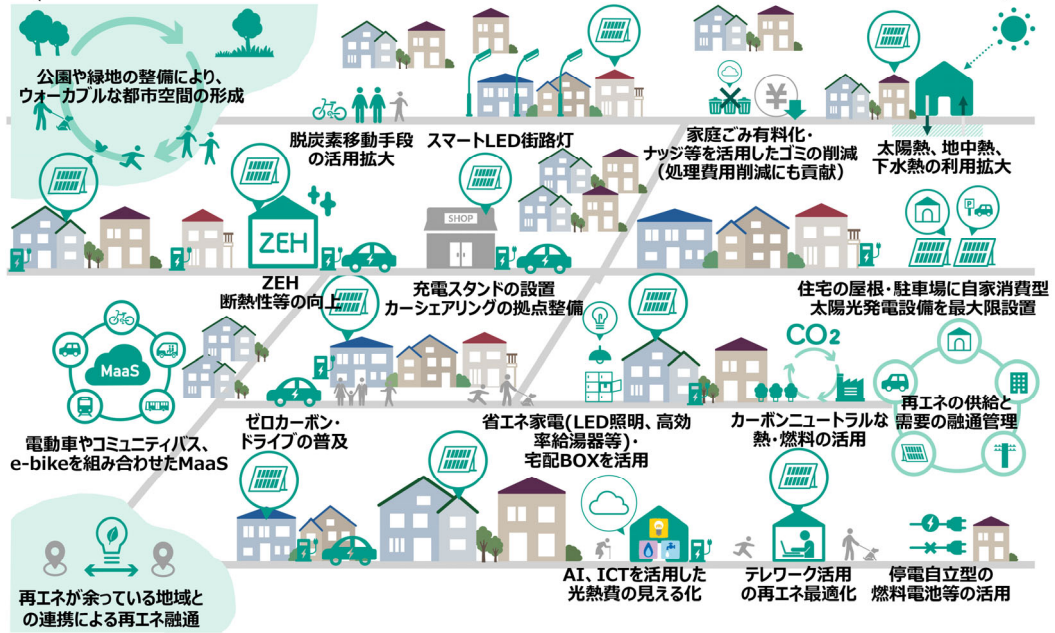 公園や緑地の整備により、
ウォーカブルな都市空間の形成
脱炭素移動手段
の活用拡大
スマートLED街路灯
¥
家庭ごみ有料化・
ナッジ等を活用したゴミの削減
（処理費用削減にも貢献）
太陽熱、地中熱、
下水熱の利用拡大
ZEH
ZEH
断熱性等の向上
SHOP
充電スタンドの設置
カーシェアリングの拠点整備
P
住宅の屋根・駐車場に自家消費型
太陽光発電設備を最大限設置
MaaS
電動車やコミュニティバス、
e-bikeを組み合わせたMaaS
ゼロカーボン・
ドライブの普及
省エネ家電(LED照明、高効
率給湯器等)・
宅配BOXを活用
CO2
カーボンニュートラルな
熱・燃料の活用
再エネの供給と
需要の融通管理
再エネが余っている地域と
の連携による再エネ融通
AI、ICTを活用した
光熱費の見える化
テレワーク活用
の再エネ最適化
停電自立型の
燃料電池等の活用